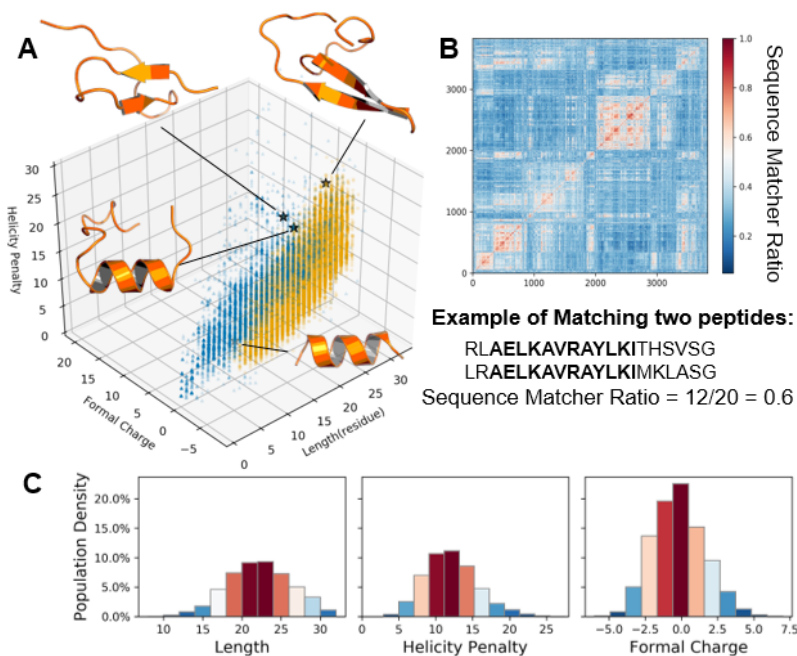 A
30
25
20
15
10
5
0
Helicity Penalty
20
15
10
5
0
−5
Formal Charge
0
5
10
15
20
25
30
Length(residue)
B
3000
2000
1000
0
0
1000
2000
3000
1.0
0.8
0.6
0.4
0.2
Sequence Matcher Ratio
Example of Matching two peptides:
RLAELKAVRAYLKITHSVSG
LRAELKAVRAYLKIMKLASG
Sequence Matcher Ratio = 12/20 = 0.6
C
Population Density
20.0%
15.0%
10.0%
5.0%
0.0%
10 15 20 25 30
Length
0 5 10 15 20 25
Helicity Penalty
−5.0 −2.5 0.0 2.5 5.0 7.5
Formal Charge